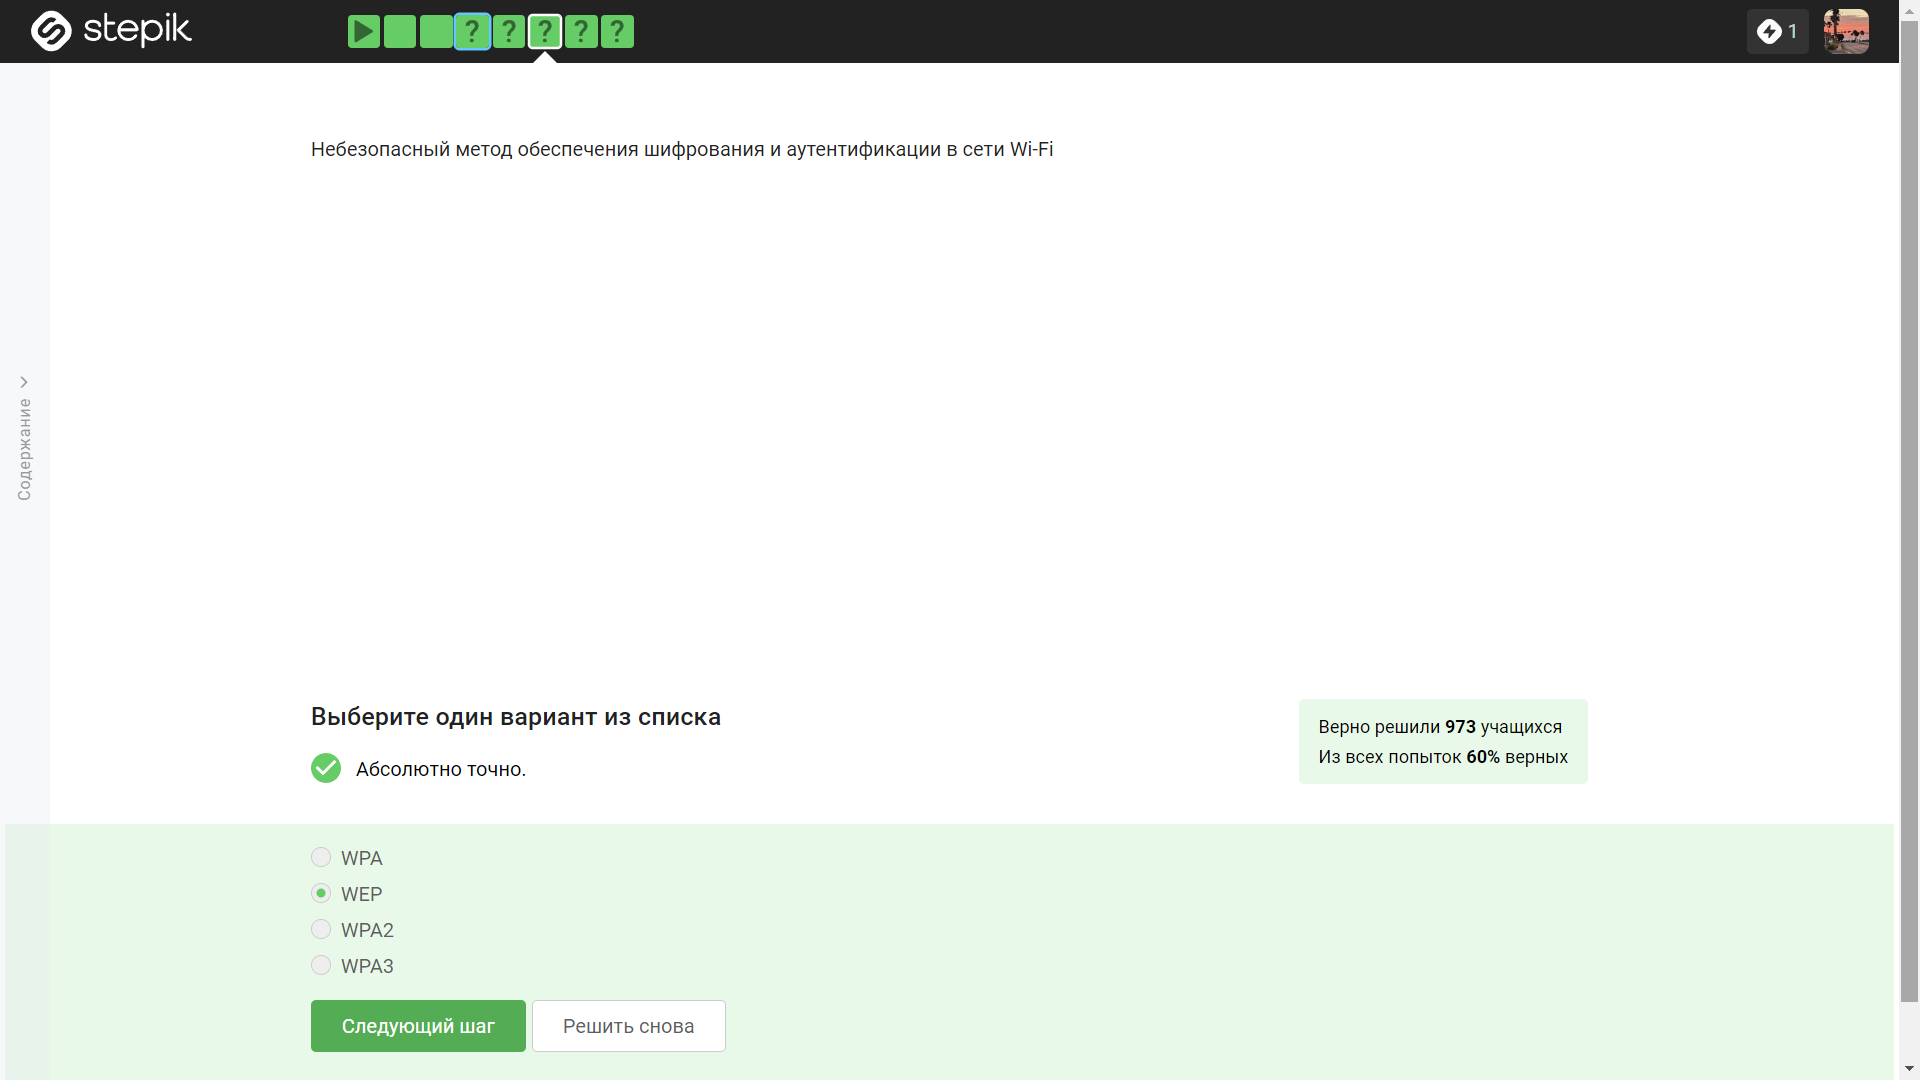 stepik
? ? ? ? ?
1
Содержание
Небезопасный метод обеспечения шифрования и аутентификации в сети Wi-Fi
Выберите один вариант из списка
Абсолютно точно.
Верно решили 973 учащихся
Из всех попыток 60% верных
WPA
WEP
WPA2
WPA3
Следующий шаг
Решить снова